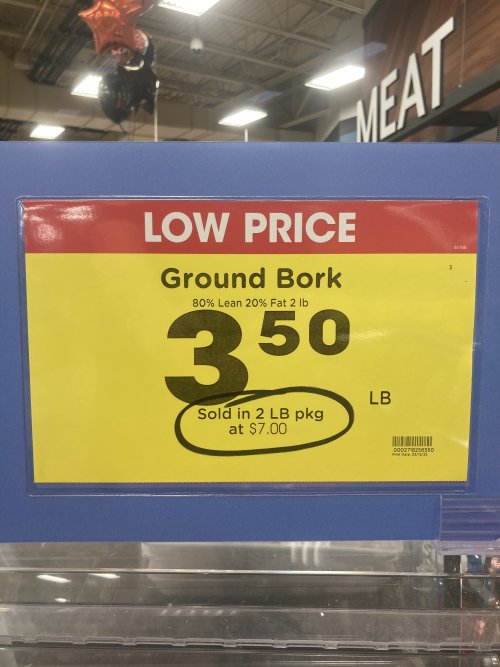 MEAT
LOW PRICE
3
Ground Bork
80% Lean 20% Fat 2 lb
3 50
LB
Sold in 2 LB pkg
at $7.00